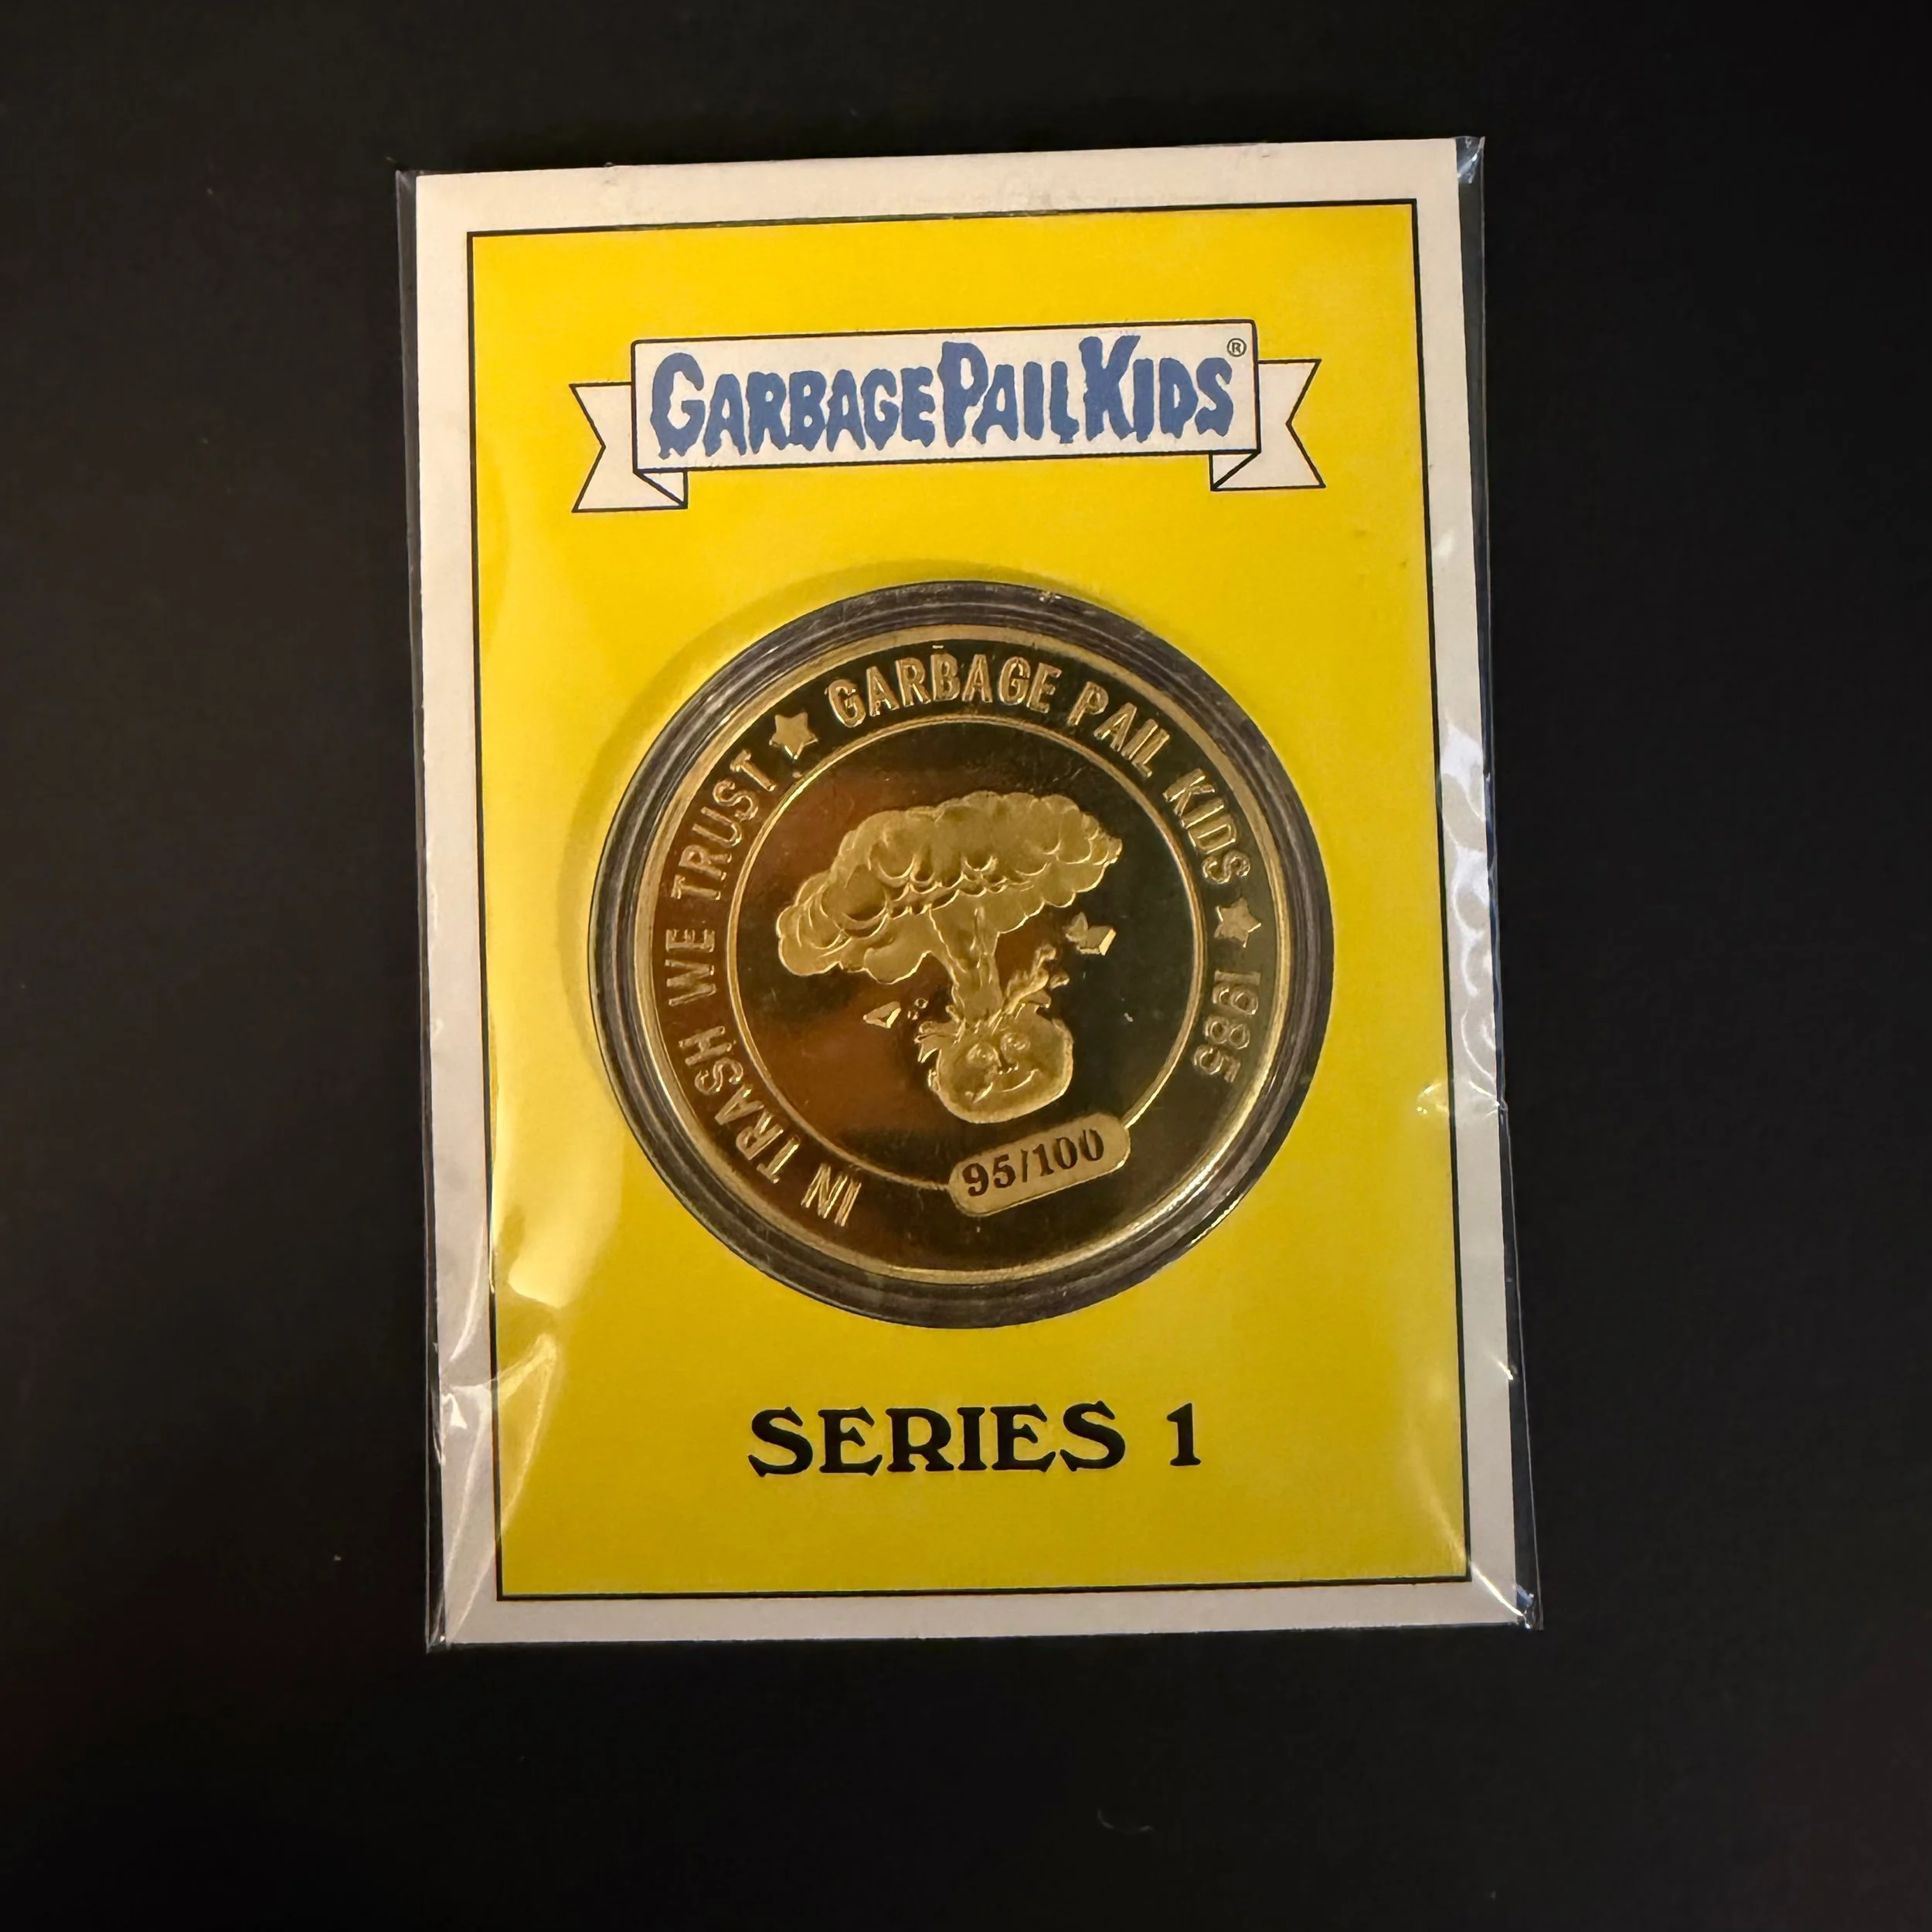 GARBAGE PAIL KIDS®
IN TRASH WE TRUST ★ GARBAGE PAIL KIDS ★ 1985
95/100
SERIES 1